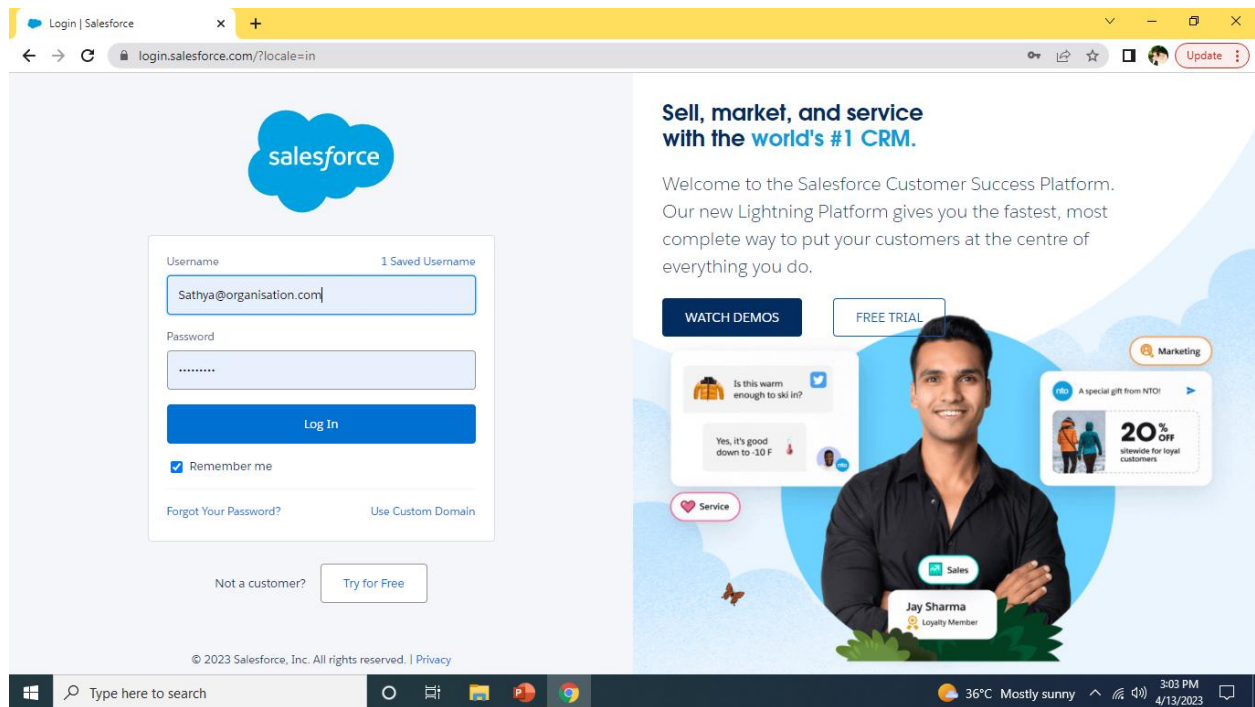 Login | Salesforce
login.salesforce.com/?locale=in
Update
salesforce
Username 1 Saved Username
Sathya@organisation.com
Password
.........
Log In
Remember me
Forgot Your Password? Use Custom Domain
Not a customer? Try for Free
© 2023 Salesforce, Inc. All rights reserved. | Privacy
Sell, market, and service
with the world's #1 CRM.
Welcome to the Salesforce Customer Success Platform.
Our new Lightning Platform gives you the fastest, most
complete way to put your customers at the centre of
everything you do.
WATCH DEMOS FREE TRIAL
Marketing
Is this warm
enough to ski in?
Yes, it's good
down to -10 F
nto
Service
nto A special gift from NTO!
20% OFF
sitewide for loyal
customers
Sales
Jay Sharma
Loyalty Member
Type here to search
36°C Mostly sunny
3:03 PM
4/13/2023